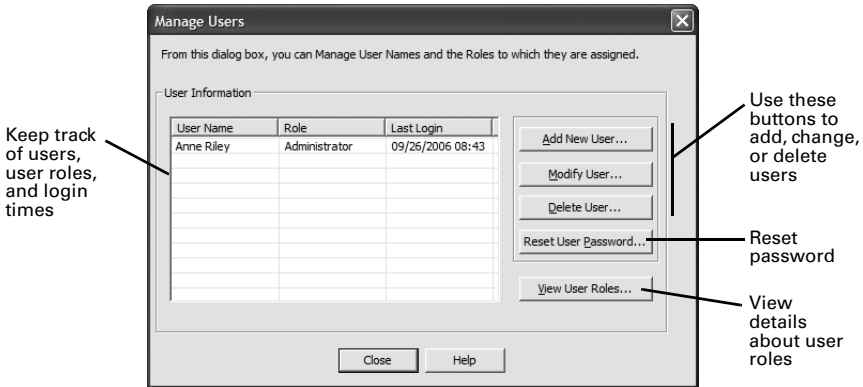 Manage Users
From this dialog box, you can Manage User Names and the Roles to which they are assigned.
User Information
User Name Role Last Login
Anne Riley Administrator 09/26/2006 08:43
Add New User...
Modify User...
Delete User...
Reset User Password...
View User Roles...
Close Help
Keep track
of users,
user roles,
and login
times
Use these
buttons to
add, change,
or delete
users
Reset
password
View
details
about user
roles